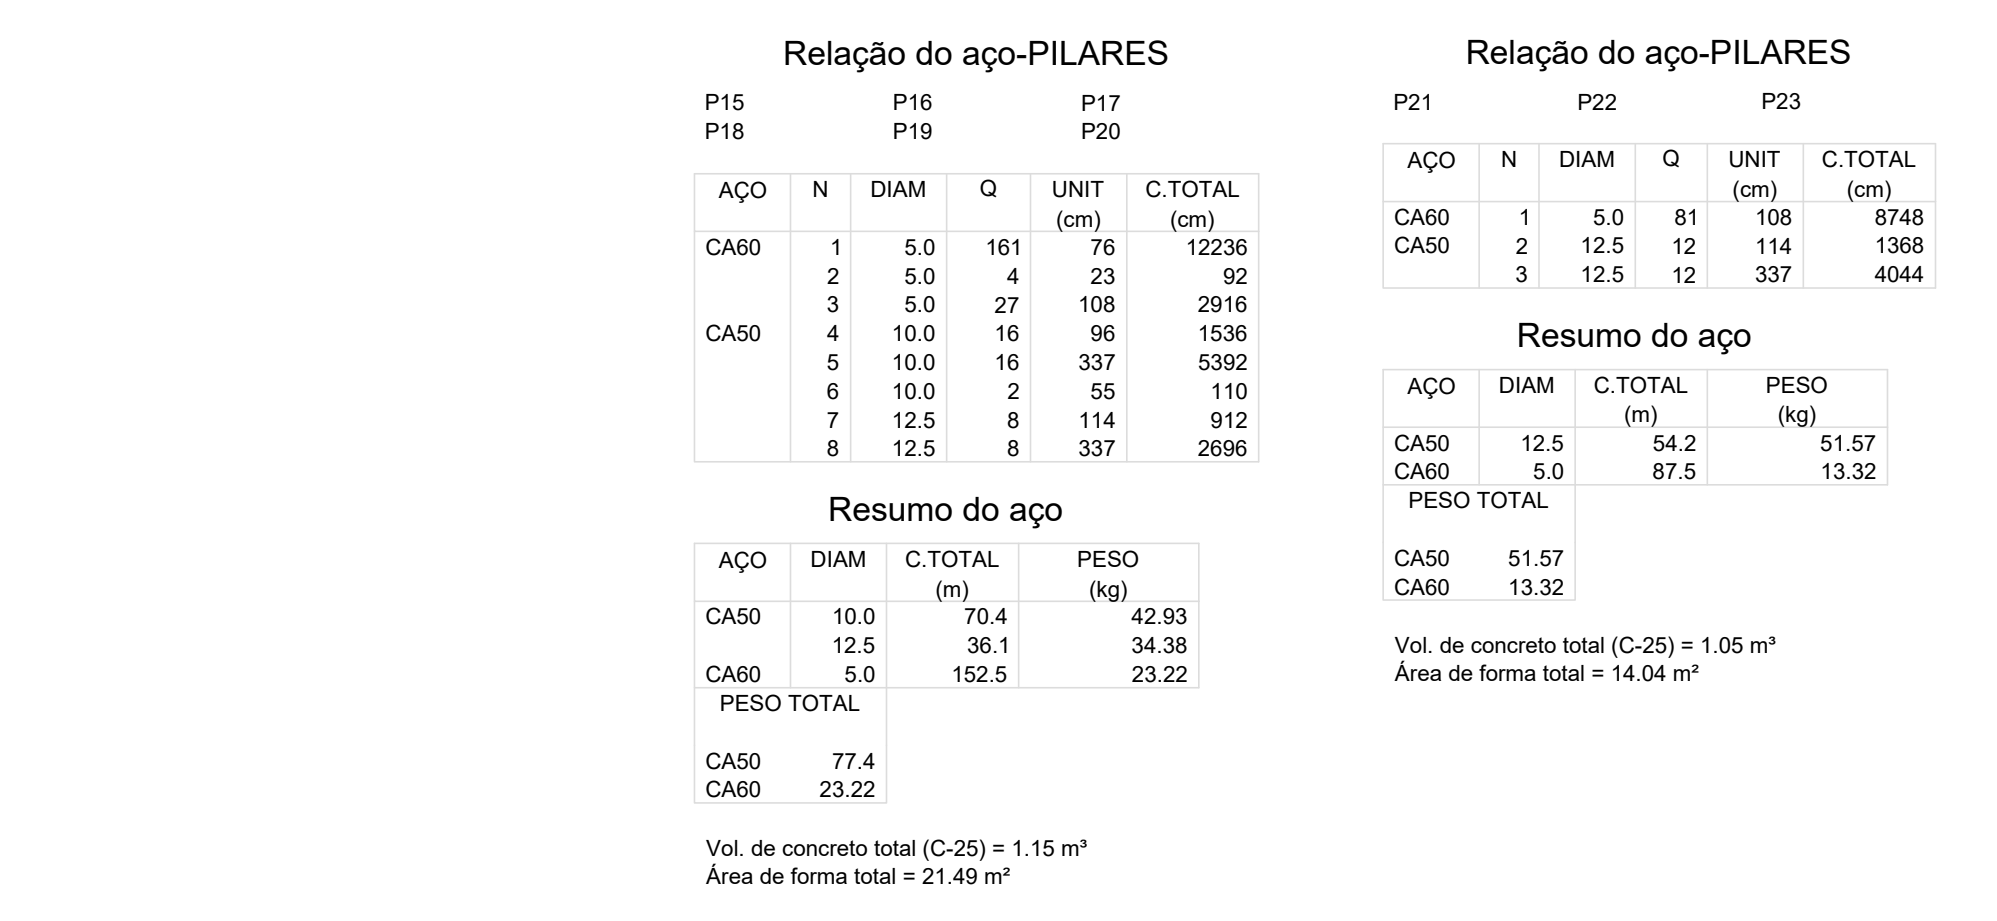 Relação do aço-PILARES
P15 P16 P17
P18 P19 P20
AÇO N DIAM Q UNIT C.TOTAL
(cm) (cm)
CA60 1 5.0 161 76 12236
2 5.0 4 23 92
3 5.0 27 108 2916
CA50 4 10.0 16 96 1536
5 10.0 16 337 5392
6 10.0 2 55 110
7 12.5 8 114 912
8 12.5 8 337 2696
Resumo do aço
AÇO DIAM C.TOTAL PESO
(m) (kg)
CA50 10.0 70.4 42.93
12.5 36.1 34.38
CA60 5.0 152.5 23.22
PESO TOTAL
CA50 77.4
CA60 23.22
Vol. de concreto total (C-25) = 1.15 m³
Área de forma total = 21.49 m²
Relação do aço-PILARES
P21 P22 P23
AÇO N DIAM Q UNIT C.TOTAL
(cm) (cm)
CA60 1 5.0 81 108 8748
CA50 2 12.5 12 114 1368
3 12.5 12 337 4044
Resumo do aço
AÇO DIAM C.TOTAL PESO
(m) (kg)
CA50 12.5 54.2 51.57
CA60 5.0 87.5 13.32
PESO TOTAL
CA50 51.57
CA60 13.32
Vol. de concreto total (C-25) = 1.05 m³
Área de forma total = 14.04 m²